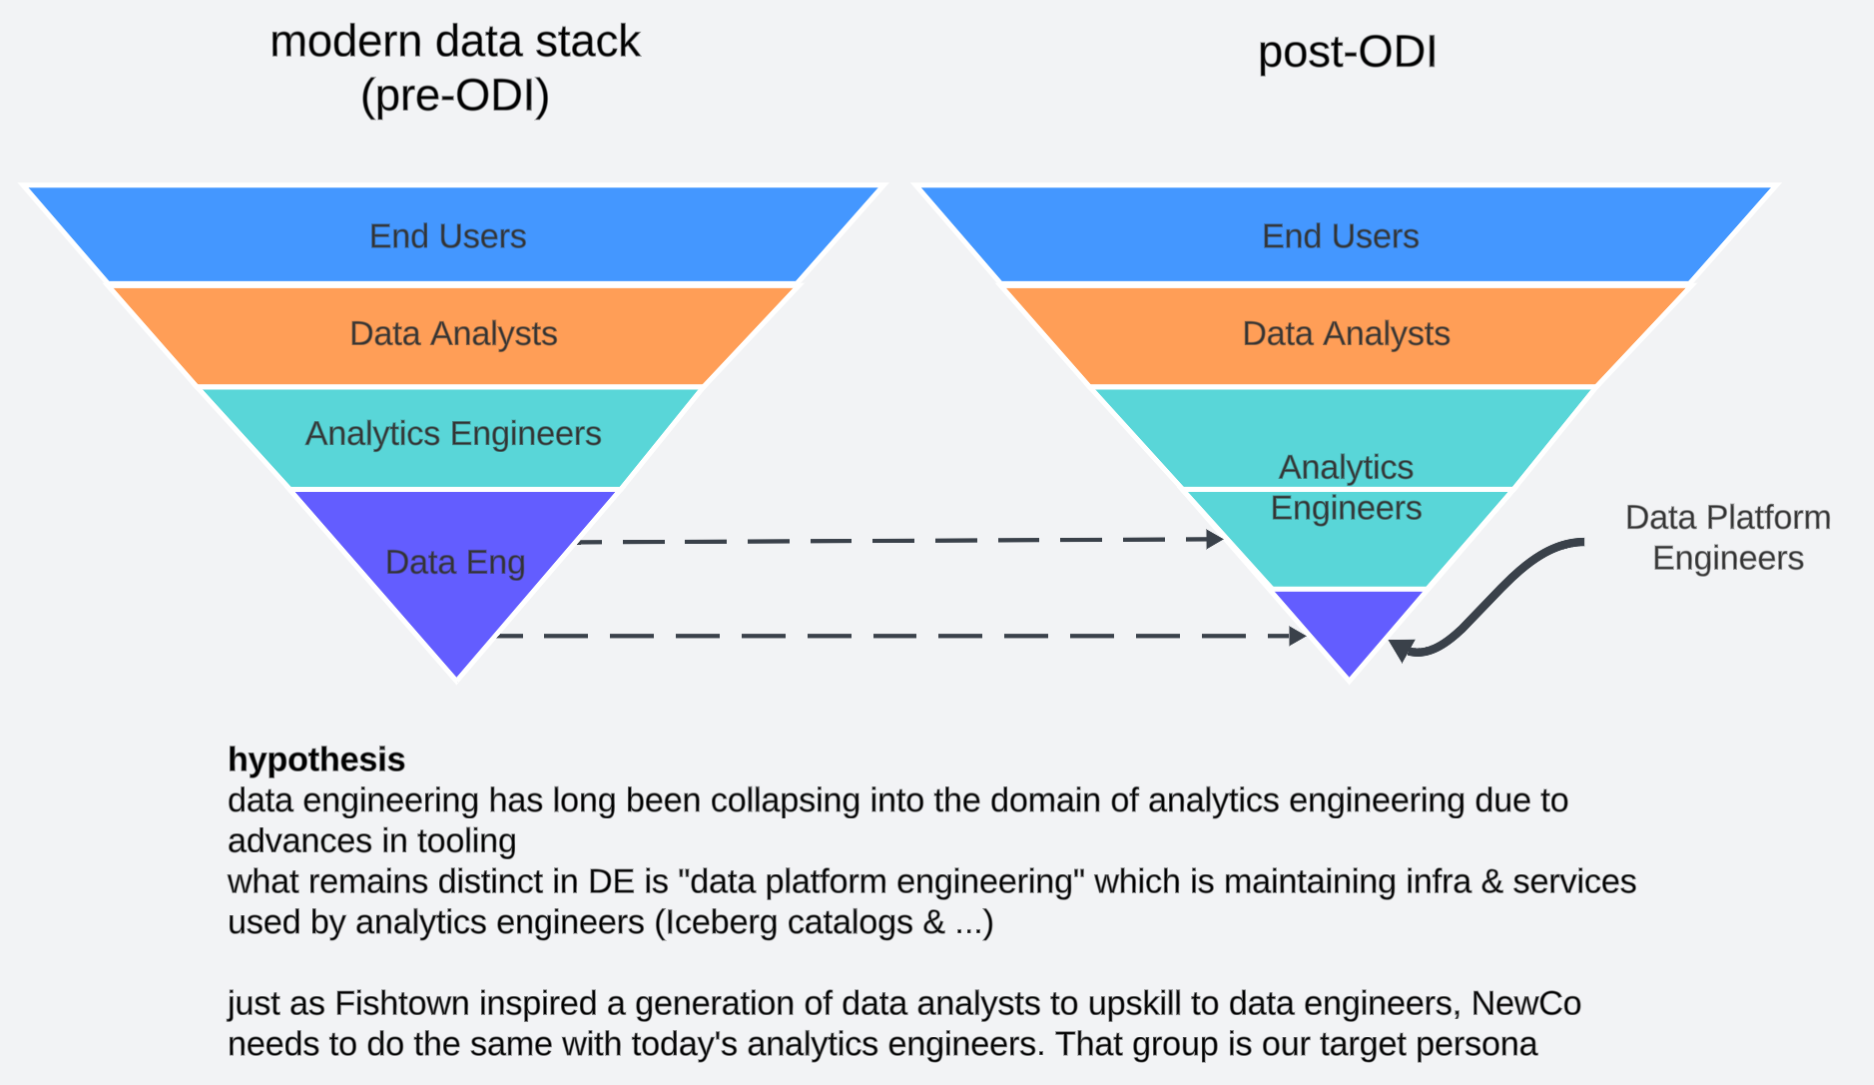 modern data stack
(pre-ODI)
post-ODI
End Users
Data Analysts
Analytics Engineers
Data Eng
End Users
Data Analysts
Analytics
Engineers
Data Platform
Engineers
hypothesis
data engineering has long been collapsing into the domain of analytics engineering due to
advances in tooling
what remains distinct in DE is "data platform engineering" which is maintaining infra & services
used by analytics engineers (Iceberg catalogs & ...)
just as Fishtown inspired a generation of data analysts to upskill to data engineers, NewCo
needs to do the same with today's analytics engineers. That group is our target persona